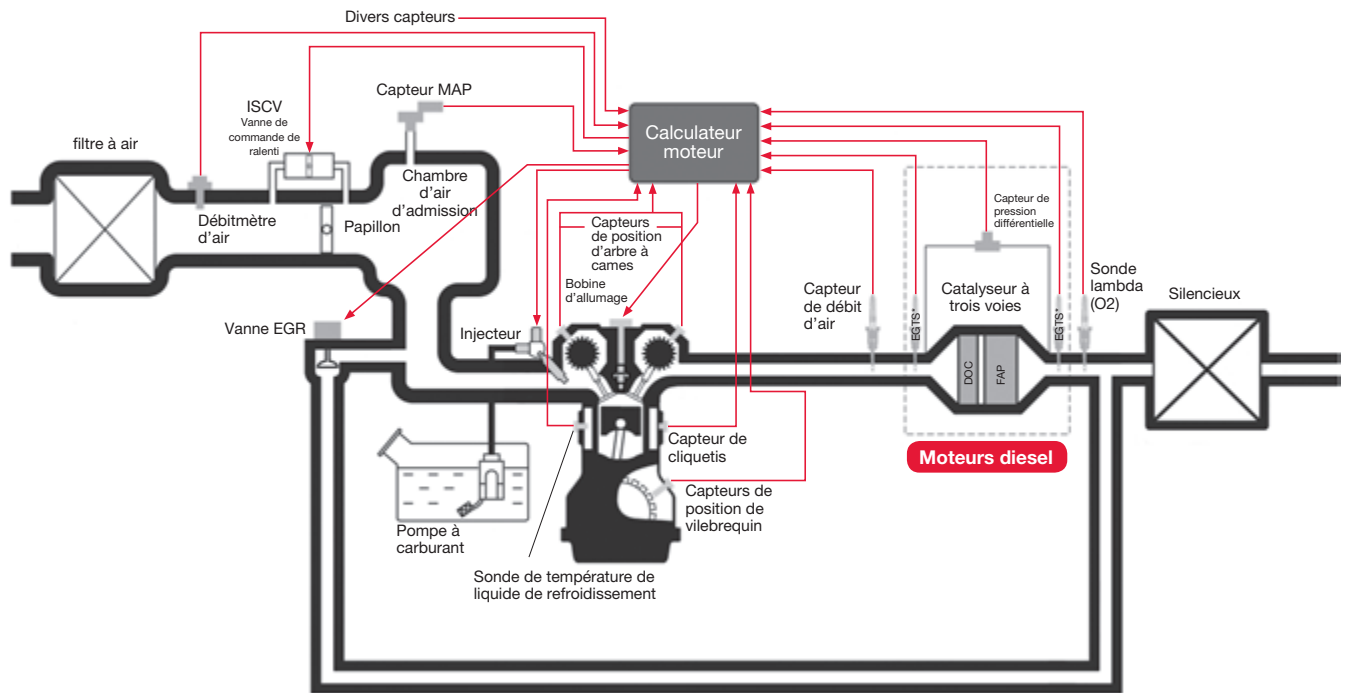 Divers capteurs
Capteur MAP
ISCV
Vanne de
commande de
ralenti
filtre à air
Calculateur
moteur
Chambre
d'air
d'admission
Débitmètre
d'air
Papillon
Capteurs
de position
d'arbre à
cames
Bobine
d'allumage
Capteur de
pression
différentielle
Capteur
de débit
d'air
Catalyseur à
trois voies
Sonde
lambda
(O2)
Silencieux
Vanne EGR
Injecteur
EGTS*
EGTS*
DOC
FAP
Moteurs diesel
Capteur de
cliquetis
Capteurs de
position de
vilebrequin
Pompe à
carburant
Sonde de température de
liquide de refroidissement